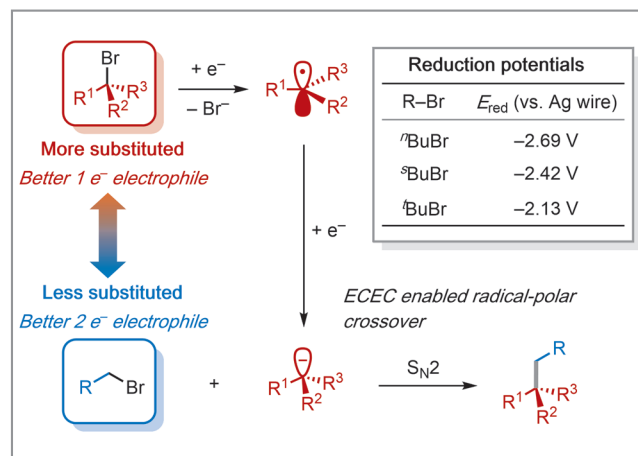 Br
R¹ R³
R²
+ e⁻
– Br⁻
R¹ R³
R²
More substituted
Better 1 e⁻ electrophile
Reduction potentials
R–Br E_red (vs. Ag wire)
ⁿBuBr –2.69 V
ˢBuBr –2.42 V
ᵗBuBr –2.13 V
+ e⁻
Less substituted
Better 2 e⁻ electrophile
ECEC enabled radical-polar
crossover
R Br
+
–
R¹ R³
R²
S_N2
R
R¹ R³
R²